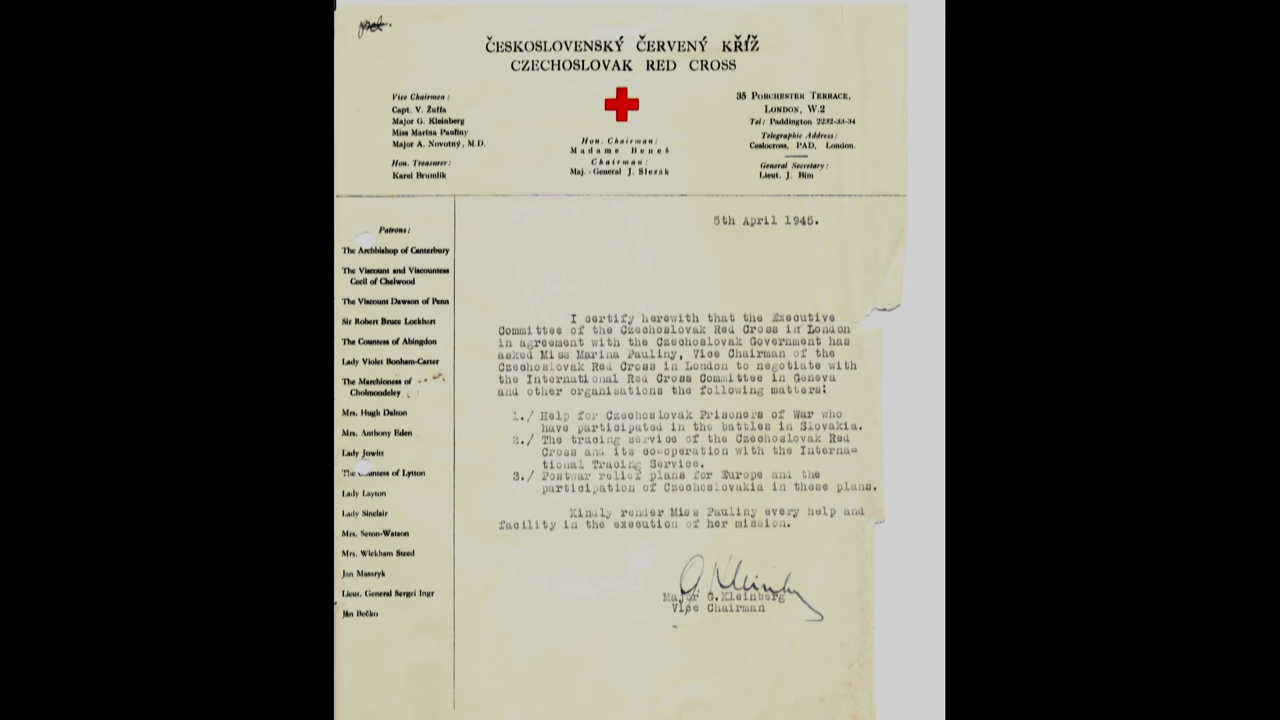 ČESKOSLOVENSKÝ ČERVENÝ KŘÍŽ
CZECHOSLOVAK RED CROSS
Vice Chairmen:
Capt. V. Žuffa
Major G. Kleinberg
Miss Marina Pauliny
Major A. Novotný, M.D.
Hon. Treasurer:
Karel Brumlík
Hon. Chairman:
Madame Beneš
Chairman:
Maj.-General J. Slezák
35 PORCHESTER TERRACE,
LONDON, W.2
Tel: Paddington 2232-33-34
Telegraphic Address:
Ceslocross, PAD, London.
General Secretary:
Lieut. J. Bim
Patrons:
The Archbishop of Canterbury
The Viscount and Viscountess
Cecil of Chelwood
The Viscount Dawson of Penn
Sir Robert Bruce Lockhart
The Countess of Abingdon
Lady Violet Bonham-Carter
The Marchioness of
Cholmondeley
Mrs. Hugh Dalton
Mrs. Anthony Eden
Lady Jowitt
The Countess of Lytton
Lady Layton
Lady Sinclair
Mrs. Seton-Watson
Mrs. Wickham Steed
Jan Masaryk
Lieut. General Sergej Ingr
Ján Bečko
5th April 1945.
I certify herewith that the Executive
Committee of the Czechoslovak Red Cross in London
in agreement with the Czechoslovak Government has
asked Miss Marina Pauliny, Vice Chairman of the
Czechoslovak Red Cross in London to negotiate with
the International Red Cross Committee in Geneva
and other organisations the following matters:
1./ Help for Czechoslovak Prisoners of War who
have participated in the battles in Slovakia.
2./ The tracing service of the Czechoslovak Red
Cross and its co-operation with the Interna=
tional Tracing Service.
3./ Postwar relief plans for Europe and the
participation of Czechoslovakia in these plans.
Kindly render Miss Pauliny every help and
facility in the execution of her mission.
G Kleinberg
Major G.Kleinberg
Vice Chairman